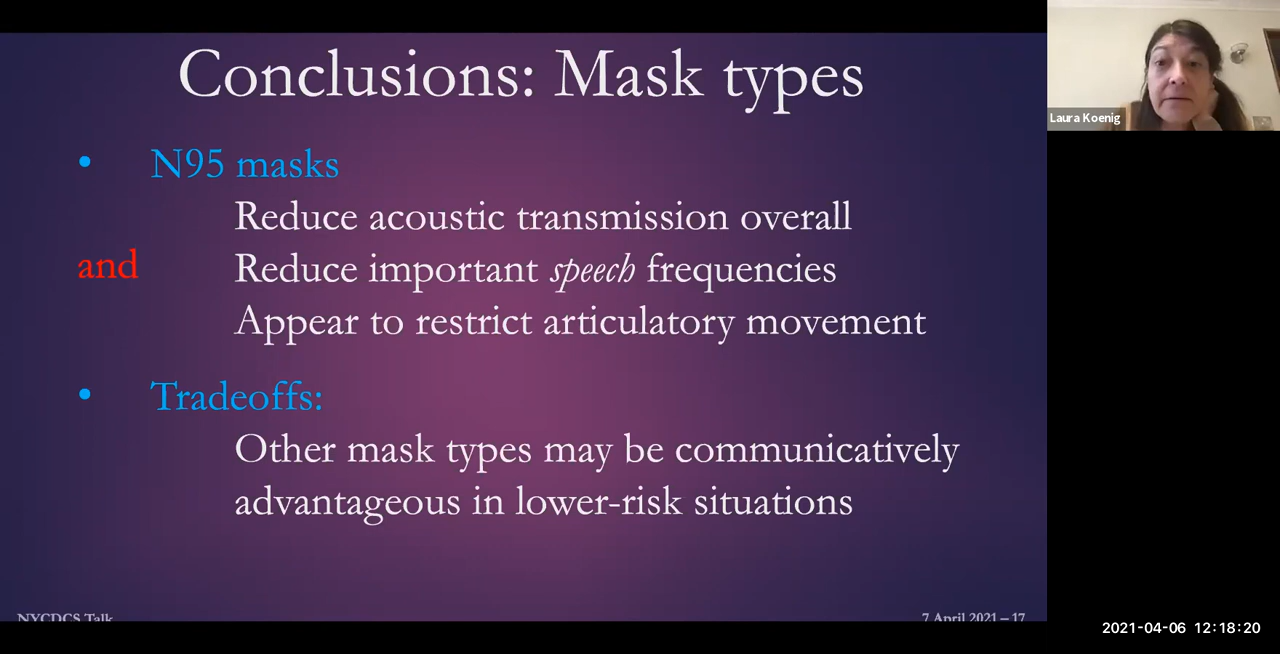 Conclusions: Mask types
• N95 masks
Reduce acoustic transmission overall
and Reduce important speech frequencies
Appear to restrict articulatory movement
• Tradeoffs:
Other mask types may be communicatively
advantageous in lower-risk situations
NYCDCS Talk
7 April 2021 – 17
Laura Koenig
2021-04-06 12:18:20